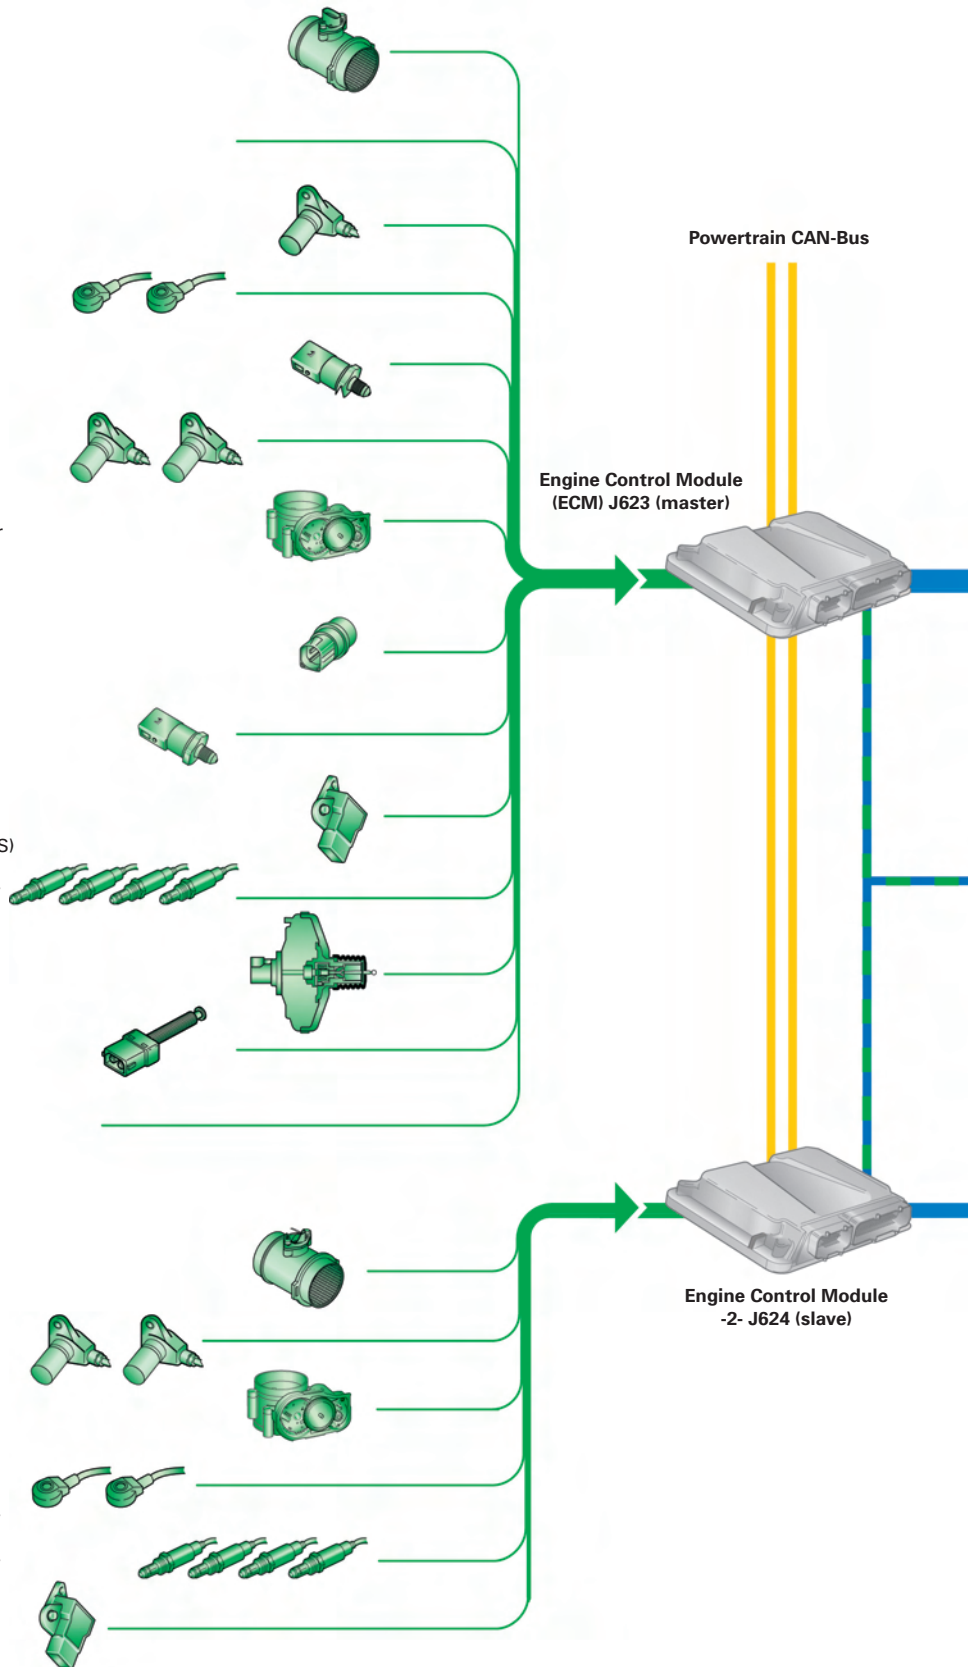 Powertrain CAN-Bus
Engine Control Module
(ECM) J623 (master)
S)
Engine Control Module
-2- J624 (slave)